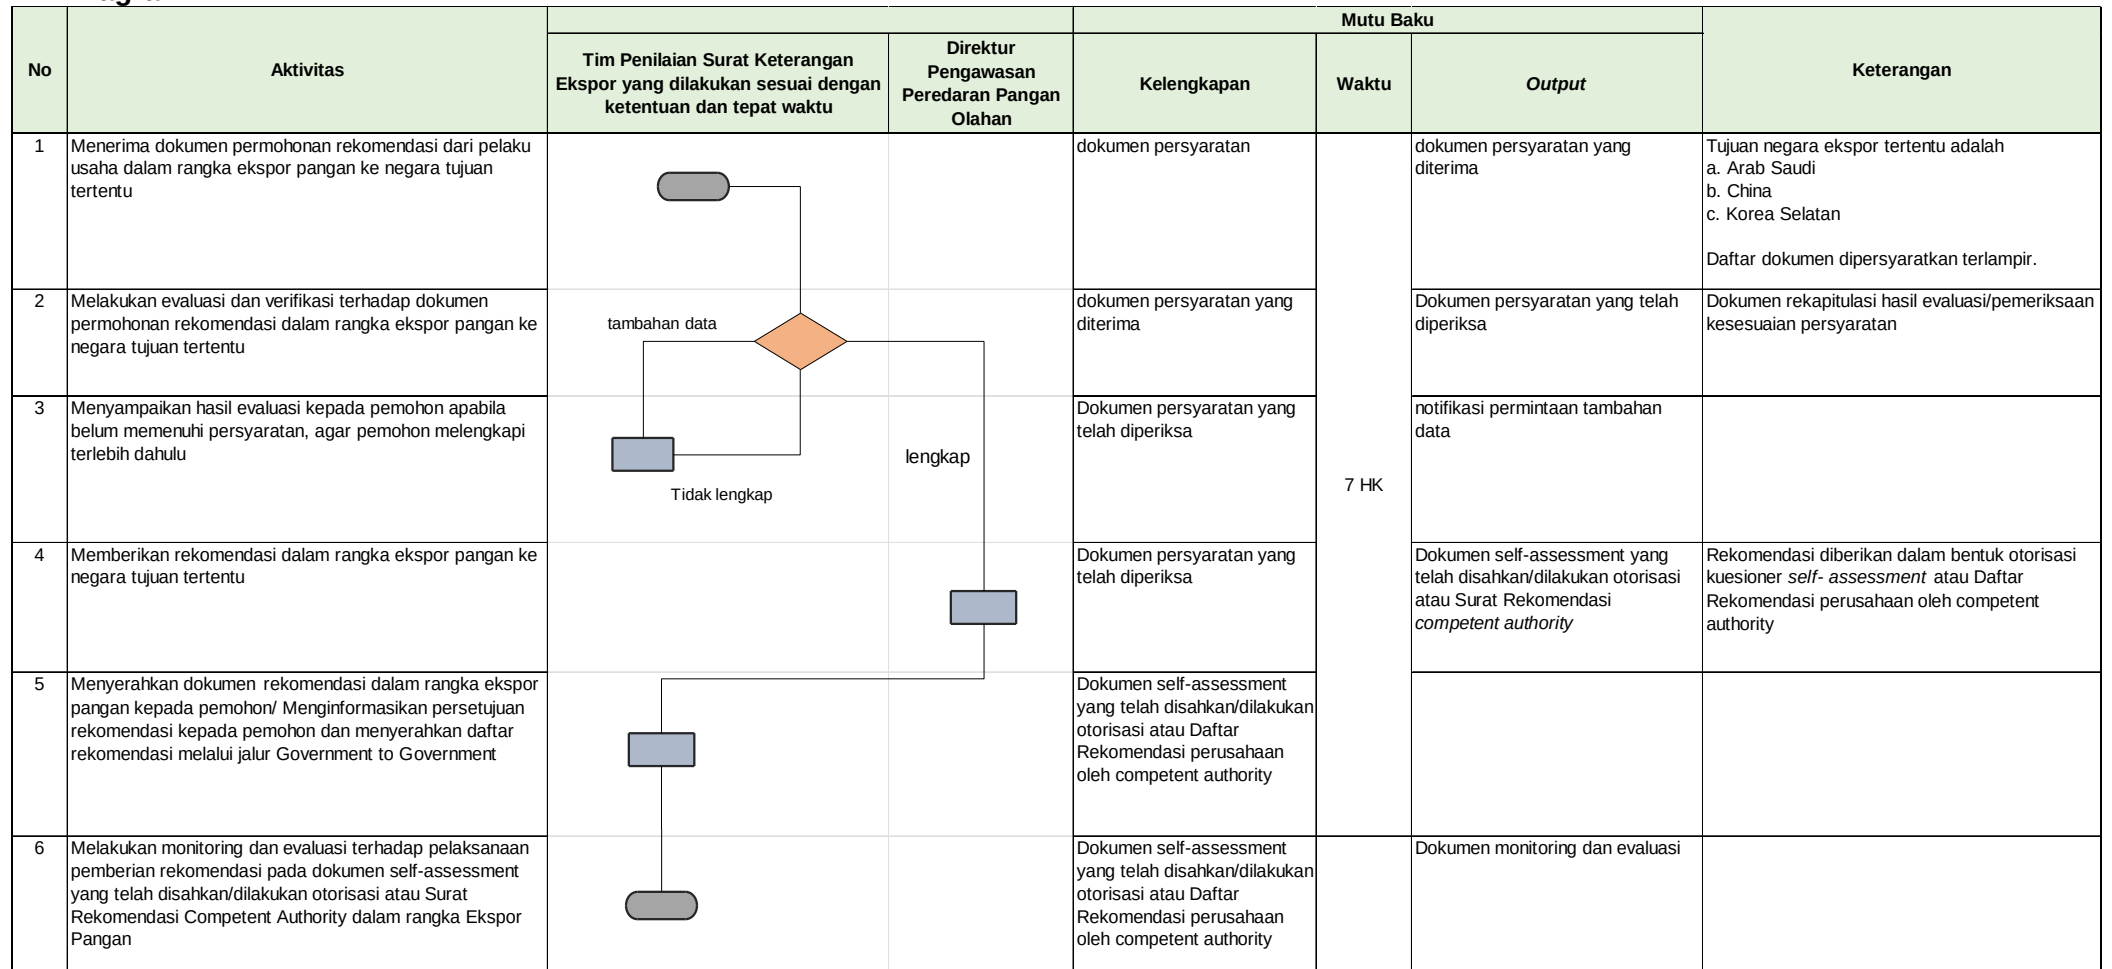 Mutu Baku
No
Aktivitas
Tim Penilaian Surat Keterangan
Ekspor yang dilakukan sesuai dengan
ketentuan dan tepat waktu
Direktur
Pengawasan
Peredaran Pangan
Olahan
Kelengkapan
Waktu
Output
Keterangan
1
Menerima dokumen permohonan rekomendasi dari pelaku
usaha dalam rangka ekspor pangan ke negara tujuan
tertentu
dokumen persyaratan
dokumen persyaratan yang
diterima
Tujuan negara ekspor tertentu adalah
a. Arab Saudi
b. China
c. Korea Selatan
Daftar dokumen dipersyaratkan terlampir.
2
Melakukan evaluasi dan verifikasi terhadap dokumen
permohonan rekomendasi dalam rangka ekspor pangan ke
negara tujuan tertentu
tambahan data
dokumen persyaratan yang
diterima
Dokumen persyaratan yang telah
diperiksa
Dokumen rekapitulasi hasil evaluasi/pemeriksaan
kesesuaian persyaratan
3
Menyampaikan hasil evaluasi kepada pemohon apabila
belum memenuhi persyaratan, agar pemohon melengkapi
terlebih dahulu
Tidak lengkap
lengkap
Dokumen persyaratan yang
telah diperiksa
7 HK
notifikasi permintaan tambahan
data
4
Memberikan rekomendasi dalam rangka ekspor pangan ke
negara tujuan tertentu
Dokumen persyaratan yang
telah diperiksa
Dokumen self-assessment yang
telah disahkan/dilakukan otorisasi
atau Surat Rekomendasi
competent authority
Rekomendasi diberikan dalam bentuk otorisasi
kuesioner self- assessment atau Daftar
Rekomendasi perusahaan oleh competent
authority
5
Menyerahkan dokumen rekomendasi dalam rangka ekspor
pangan kepada pemohon/ Menginformasikan persetujuan
rekomendasi kepada pemohon dan menyerahkan daftar
rekomendasi melalui jalur Government to Government
Dokumen self-assessment
yang telah disahkan/dilakukan
otorisasi atau Daftar
Rekomendasi perusahaan
oleh competent authority
6
Melakukan monitoring dan evaluasi terhadap pelaksanaan
pemberian rekomendasi pada dokumen self-assessment
yang telah disahkan/dilakukan otorisasi atau Surat
Rekomendasi Competent Authority dalam rangka Ekspor
Pangan
Dokumen self-assessment
yang telah disahkan/dilakukan
otorisasi atau Daftar
Rekomendasi perusahaan
oleh competent authority
Dokumen monitoring dan evaluasi